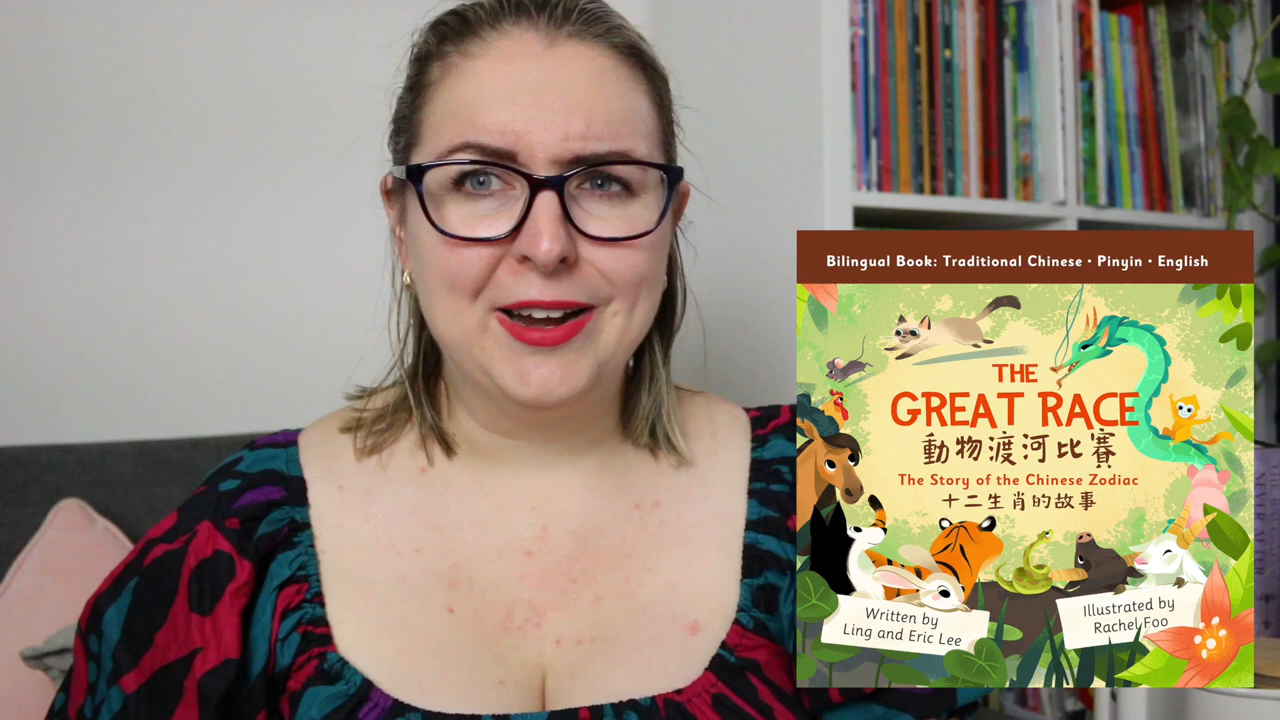 Bilingual Book: Traditional Chinese • Pinyin • English
THE
GREAT RACE
動物渡河比賽
The Story of the Chinese Zodiac
十二生肖的故事
Written by
Ling and Eric Lee
Illustrated by
Rachel Foo